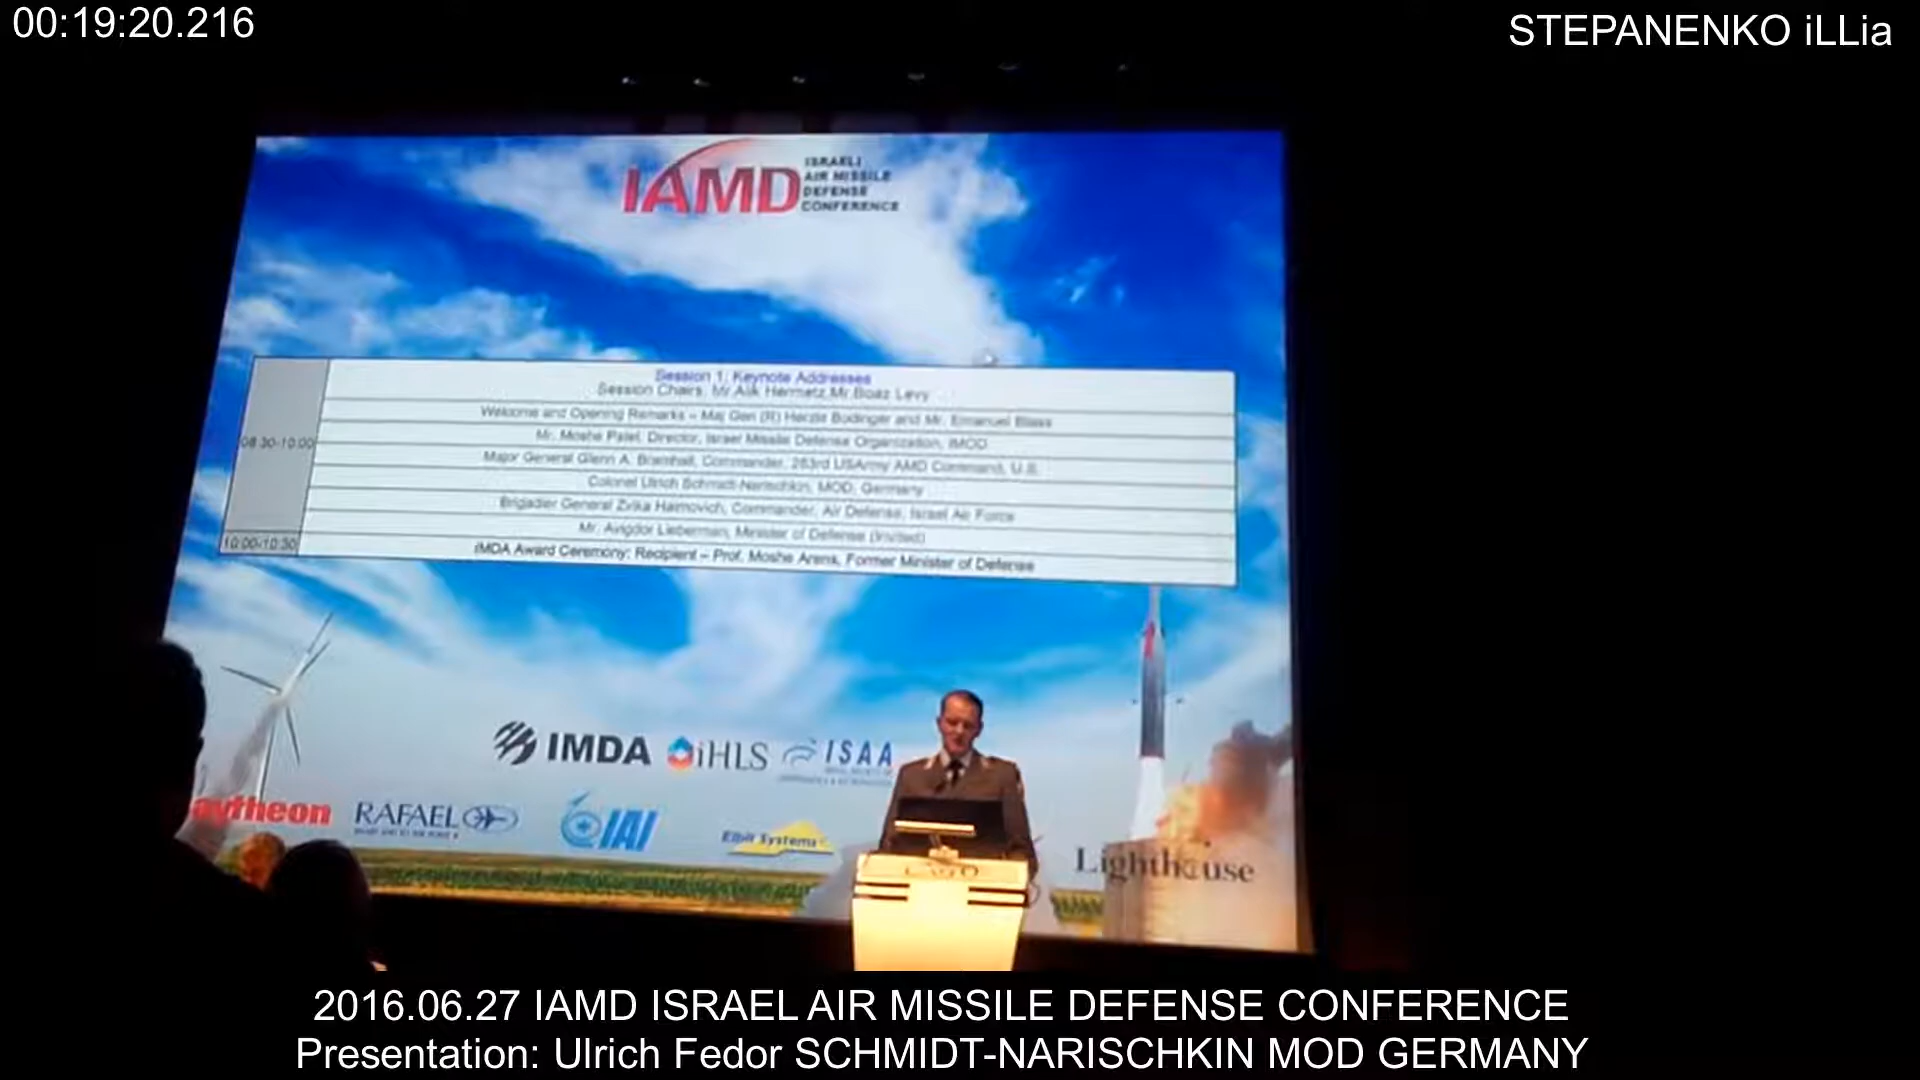 00:19:20.216
STEPANENKO iLLia
IAMD
ISRAELI
AIR MISSILE
DEFENSE
CONFERENCE
Session 1: Keynote Addresses
Session Chairs: Mr.Alik Hermetz,Mr.Boaz Levy
08:30-10:00
Welcome and Opening Remarks – Maj Gen (R) Herzle Bodinger and Mr. Emanuel
Mr. Moshe Patel, Director, Israel Missile Defense Organization, IMOD
Major General Glenn A. Bramhall, Commander, 263rd USArmy AMD Command, U.S.
Colonel Ulrich Schmidt-Narischkin, MOD, Germany
Brigadier General Zvika Haimovich, Commander, Air Defense, Israel Air Force
Mr. Avigdor Lieberman, Minister of Defense (Invited)
10:00-10:30
IMDA Award Ceremony: Recipient – Prof. Moshe Arens, Former Minister of Defense
IMDA iHLS ISAA
aytheon RAFAEL IAI Elbit Systems Lighthouse
2016.06.27 IAMD ISRAEL AIR MISSILE DEFENSE CONFERENCE
Presentation: Ulrich Fedor SCHMIDT-NARISCHKIN MOD GERMANY